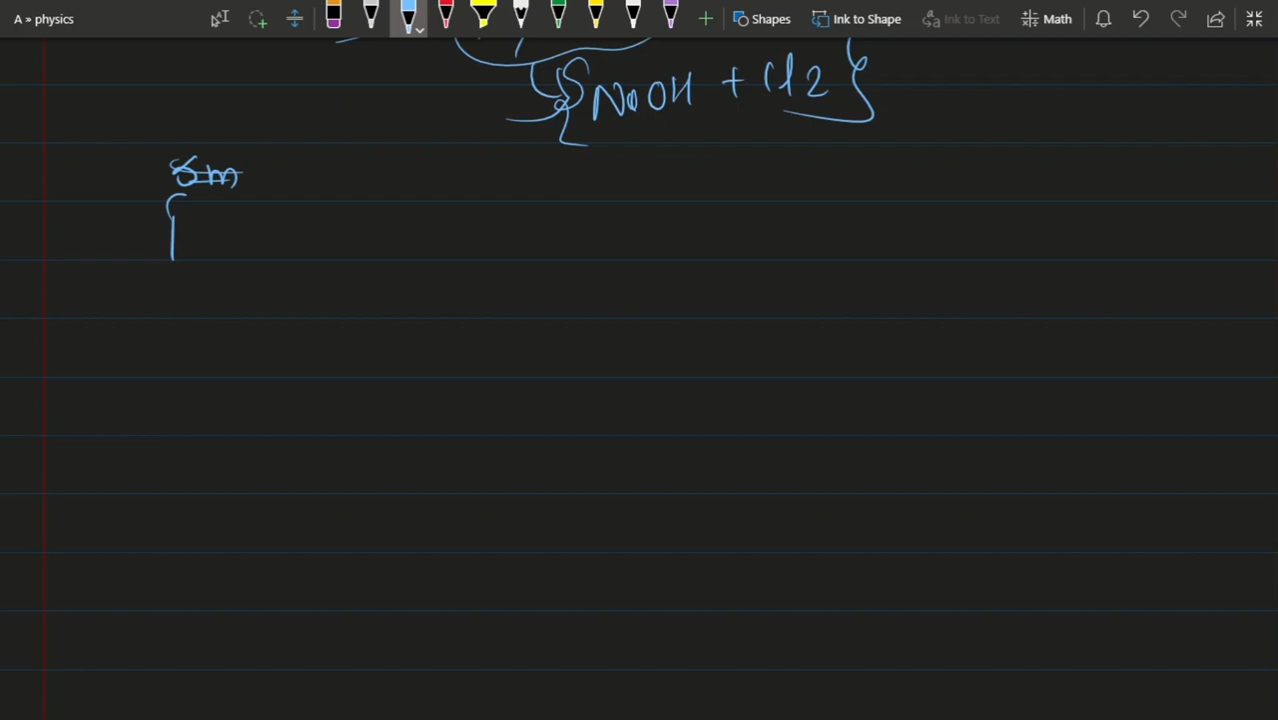 A » physics
Shapes
Ink to Shape
Ink to Text
Math
NaOH + Cl2